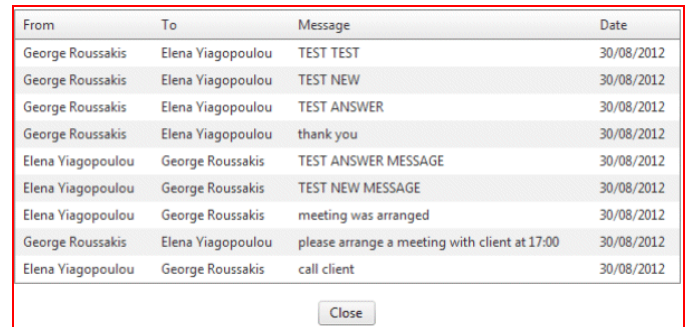 From To Message Date
George Roussakis Elena Yiagopoulou TEST TEST 30/08/2012
George Roussakis Elena Yiagopoulou TEST NEW 30/08/2012
George Roussakis Elena Yiagopoulou TEST ANSWER 30/08/2012
George Roussakis Elena Yiagopoulou thank you 30/08/2012
Elena Yiagopoulou George Roussakis TEST ANSWER MESSAGE 30/08/2012
Elena Yiagopoulou George Roussakis TEST NEW MESSAGE 30/08/2012
Elena Yiagopoulou George Roussakis meeting was arranged 30/08/2012
George Roussakis Elena Yiagopoulou please arrange a meeting with client at 17:00 30/08/2012
Elena Yiagopoulou George Roussakis call client 30/08/2012
Close